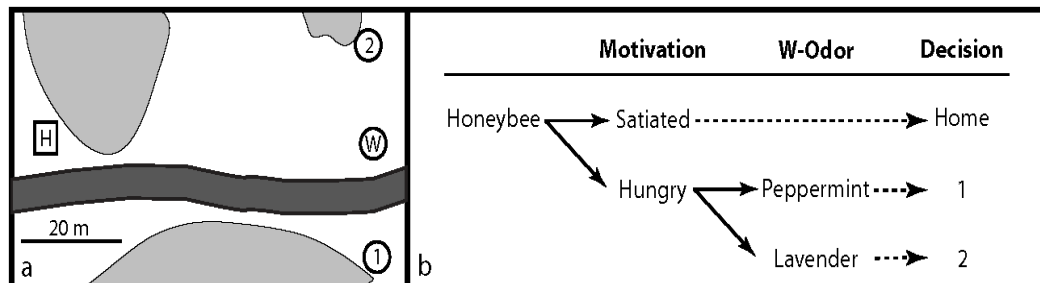 2
H
W
20 m
1
a
Motivation W-Odor Decision
Honeybee Satiated Home
Hungry Peppermint 1
Lavender 2
b